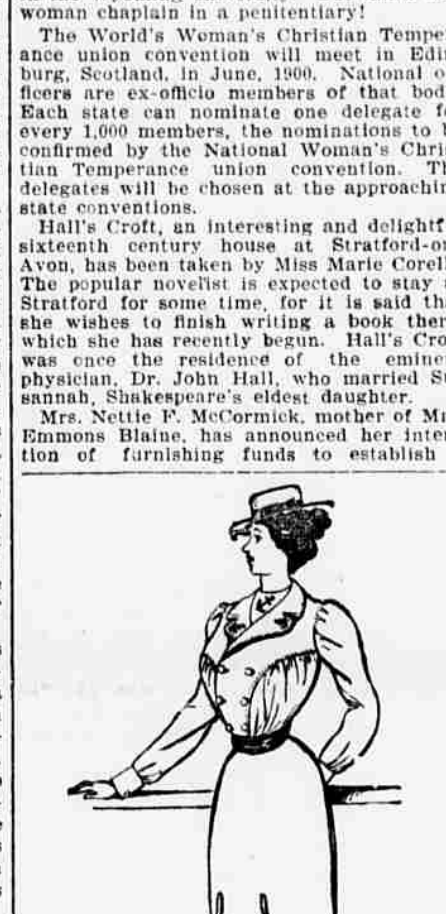 woman chaplain in a penitentiary!
The World's Woman's Christian Tempe
ance union convention will meet in Edin
burg, Scotland, in June, 1900. National o
ficers are ex-officio members of that bod
Each state can nominate one delegate f
every 1,000 members, the nominations to b
confirmed by the National Woman's Chri
tian Temperance union convention. Th
delegates will be chosen at the approachin
state conventions.
Hall's Croft, an interesting and delightf
sixteenth century house at Stratford-o
Avon, has been taken by Miss Marie Corell
The popular novelist is expected to stay a
Stratford for some time, for it is said tha
she wishes to finish writing a book ther
which she has recently begun. Hall's Cro
was once the residence of the emine
physician, Dr. John Hall, who married Su
sannah, Shakespeare's eldest daughter.
Mrs. Nettie F. McCormick, mother of Mr
Emmons Blaine, has announced her inten
tion of furnishing funds to establish